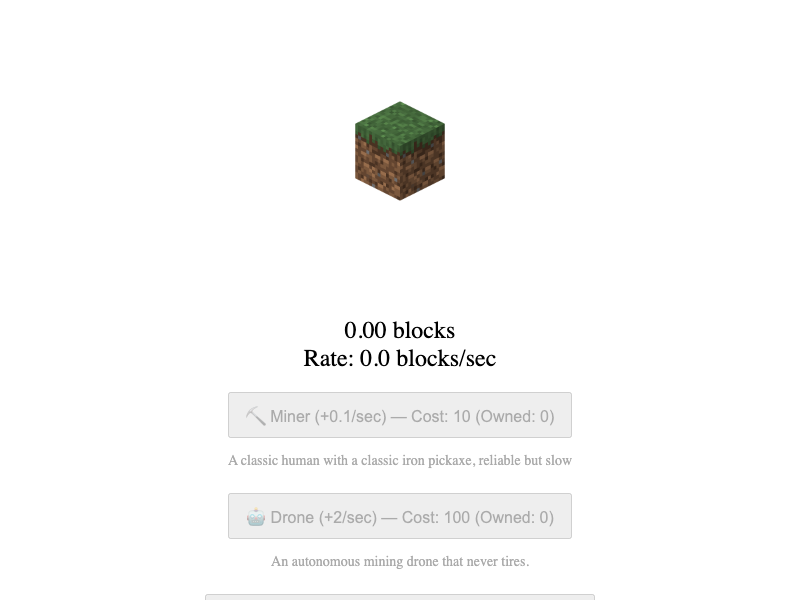 0.00 blocks
Rate: 0.0 blocks/sec
Miner (+0.1/sec) — Cost: 10 (Owned: 0)
A classic human with a classic iron pickaxe, reliable but slow
Drone (+2/sec) — Cost: 100 (Owned: 0)
An autonomous mining drone that never tires.